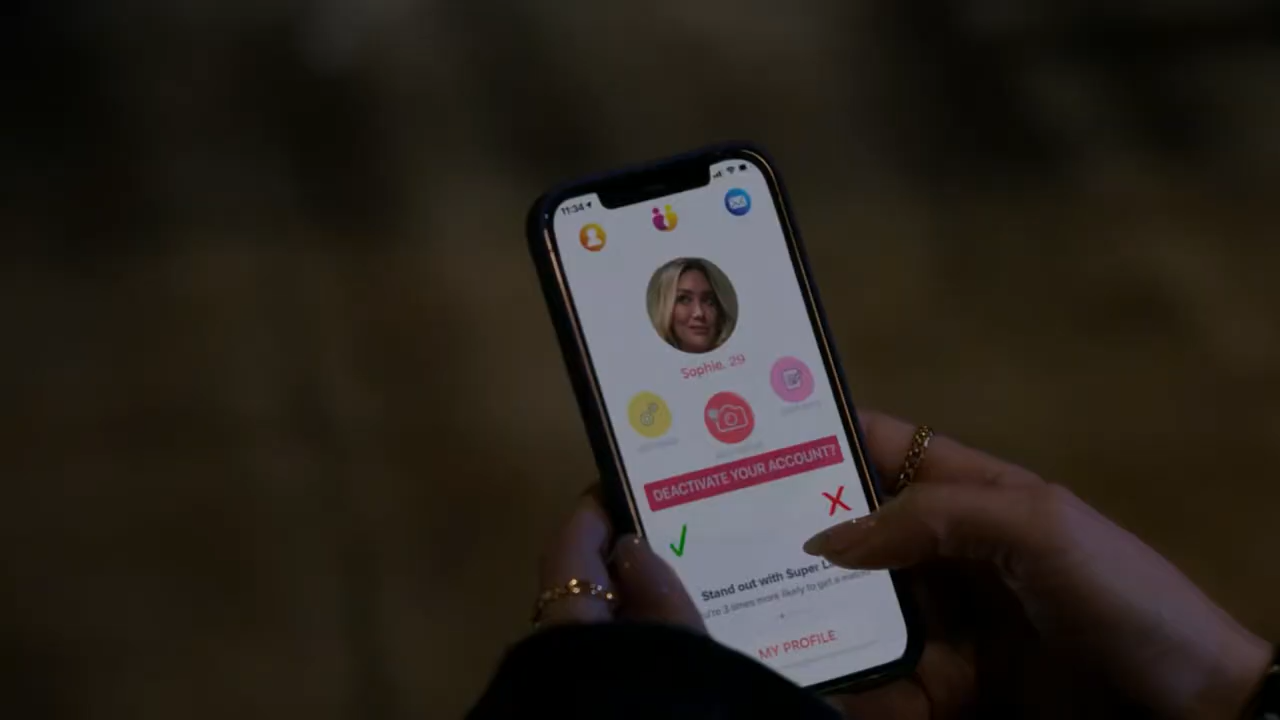 11:34
Sophie, 29
DEACTIVATE YOUR ACCOUNT?
Stand out with Super
3 times more likely to get a match
MY PROFILE